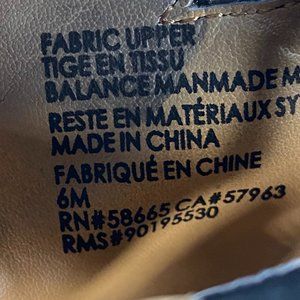 FABRIC UPPER
TIGE EN TISSU
BALANCE MANMADE M
RESTE EN MATÉRIAUX SY
MADE IN CHINA
FABRIQUÉ EN CHINE
6M
RN#58665 CA#57963
RMS#90195530